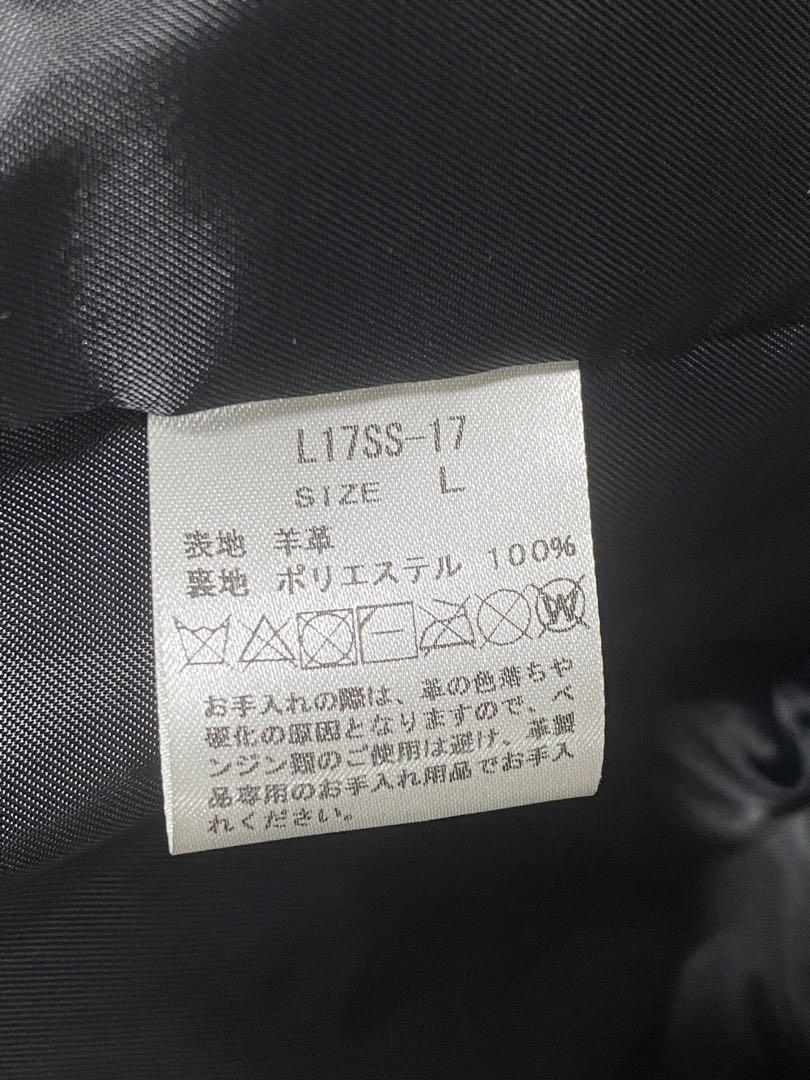 L17SS-17
SIZE L
表地 羊革
裏地 ポリエステル 100%
W
お手入れの際は、革の色落ちや
硬化の原因となりますので、ベ
ンジン類のご使用は避け、革製
品専用のお手入れ用品でお手入
れください。